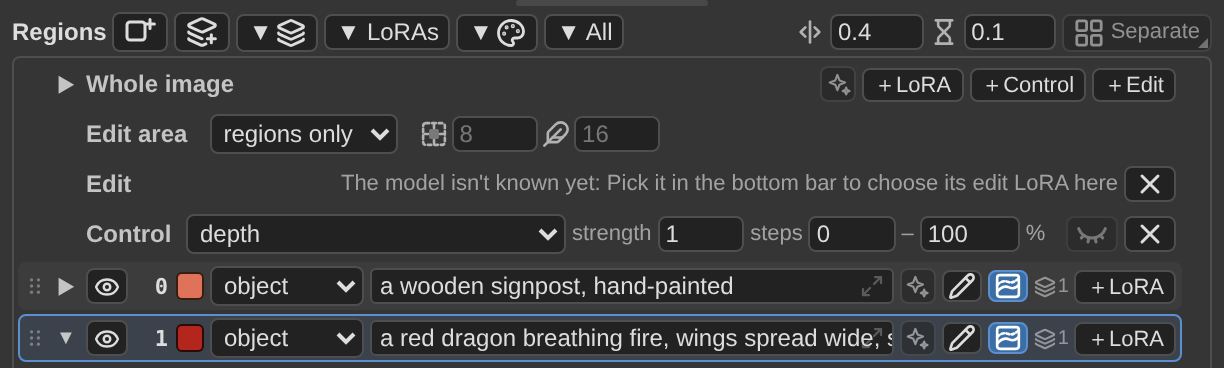 Regions ▼ ▼ LoRAs ▼ ▼ All 0.4 0.1 Separate
▶ Whole image +LoRA +Control +Edit
Edit area regions only 8 16
Edit The model isn't known yet: Pick it in the bottom bar to choose its edit LoRA here
Control depth strength 1 steps 0 – 100 %
▶ 0 object a wooden signpost, hand-painted 1 +LoRA
▼ 1 object a red dragon breathing fire, wings spread wide, s 1 +LoRA